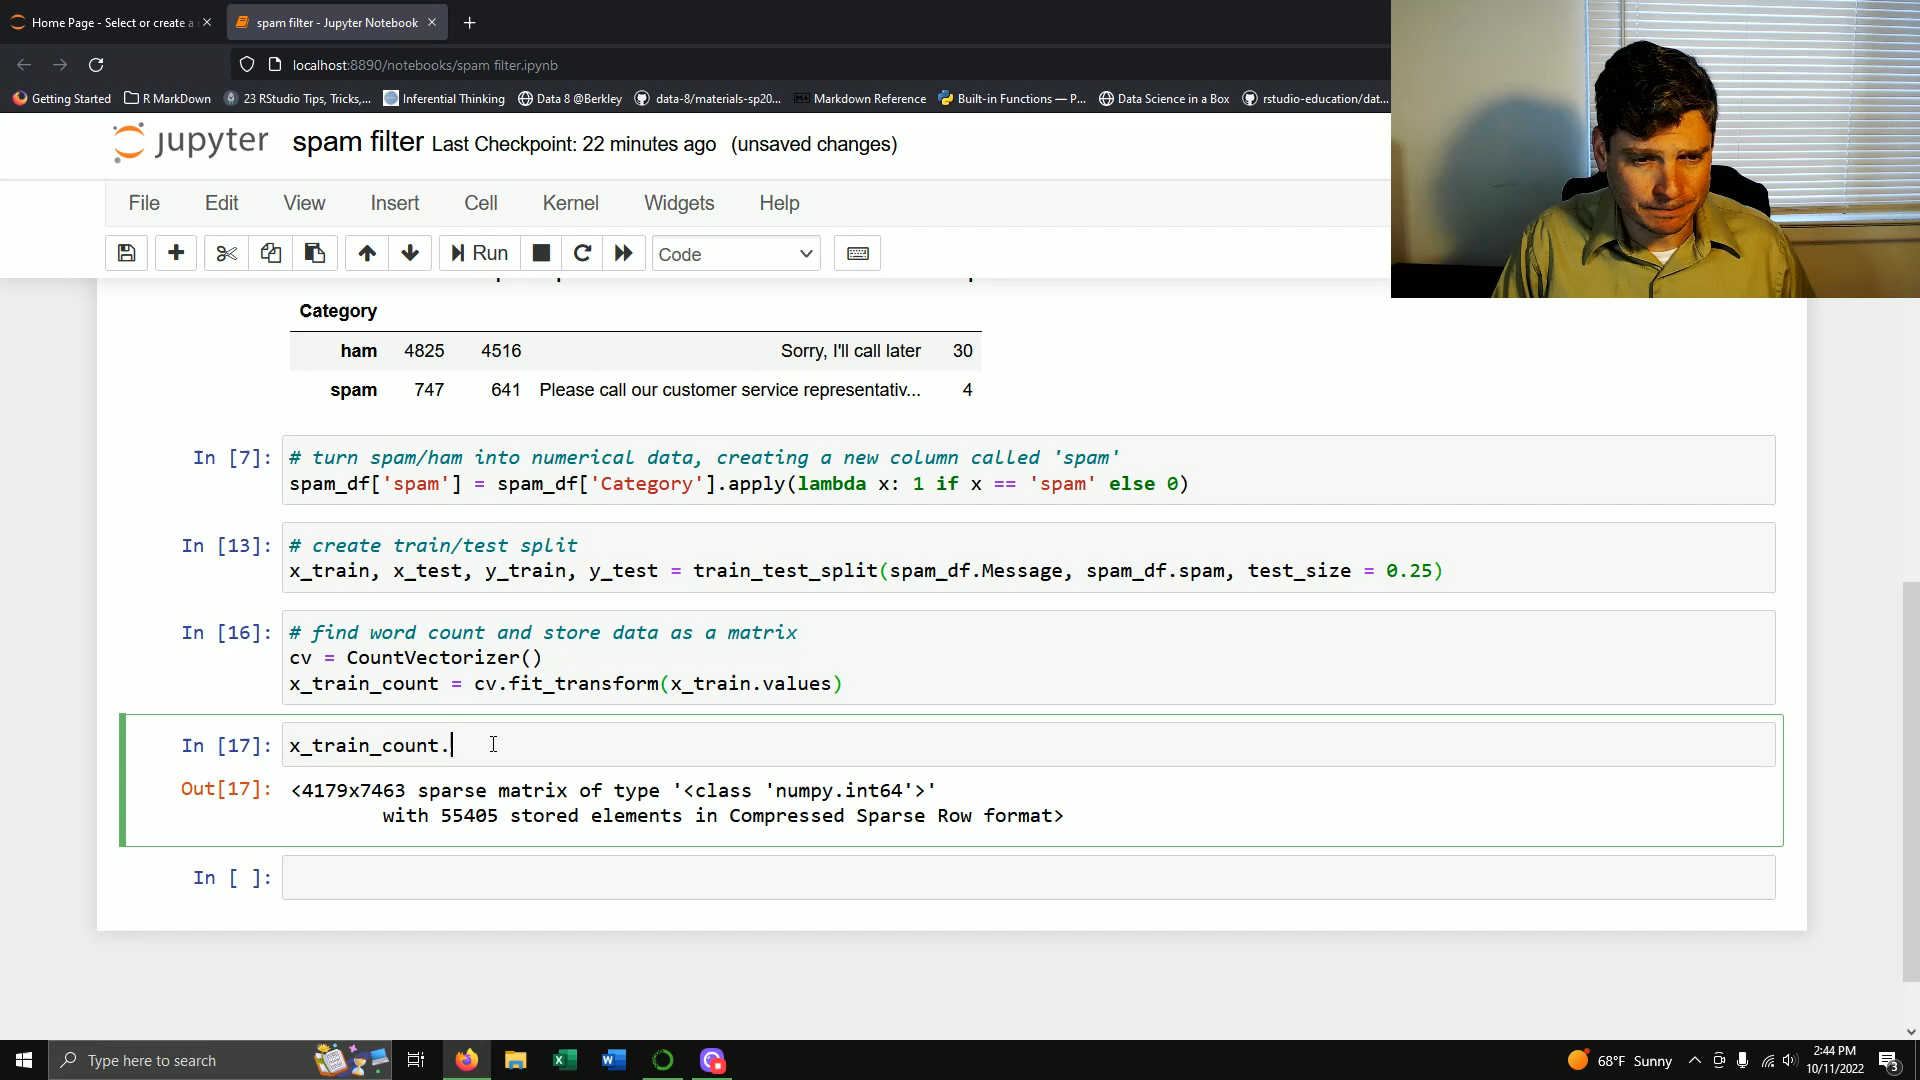 Home Page - Select or create a
spam filter - Jupyter Notebook
localhost:8890/notebooks/spam filter.ipynb
Getting Started
R MarkDown
23 RStudio Tips, Tricks,...
Inferential Thinking
Data 8 @Berkley
data-8/materials-sp20...
Markdown Reference
Built-in Functions — P...
Data Science in a Box
rstudio-education/dat...
jupyter spam filter Last Checkpoint: 22 minutes ago (unsaved changes)
File Edit View Insert Cell Kernel Widgets Help
Run
Code
Category
ham 4825 4516 Sorry, I'll call later 30
spam 747 641 Please call our customer service representativ... 4
In [7]: # turn spam/ham into numerical data, creating a new column called 'spam'
spam_df['spam'] = spam_df['Category'].apply(lambda x: 1 if x == 'spam' else 0)
In [13]: # create train/test split
x_train, x_test, y_train, y_test = train_test_split(spam_df.Message, spam_df.spam, test_size = 0.25)
In [16]: # find word count and store data as a matrix
cv = CountVectorizer()
x_train_count = cv.fit_transform(x_train.values)
In [17]: x_train_count.
Out[17]: <4179x7463 sparse matrix of type '<class 'numpy.int64'>'
with 55405 stored elements in Compressed Sparse Row format>
In [ ]:
Type here to search
68°F Sunny
2:44 PM
10/11/2022
3